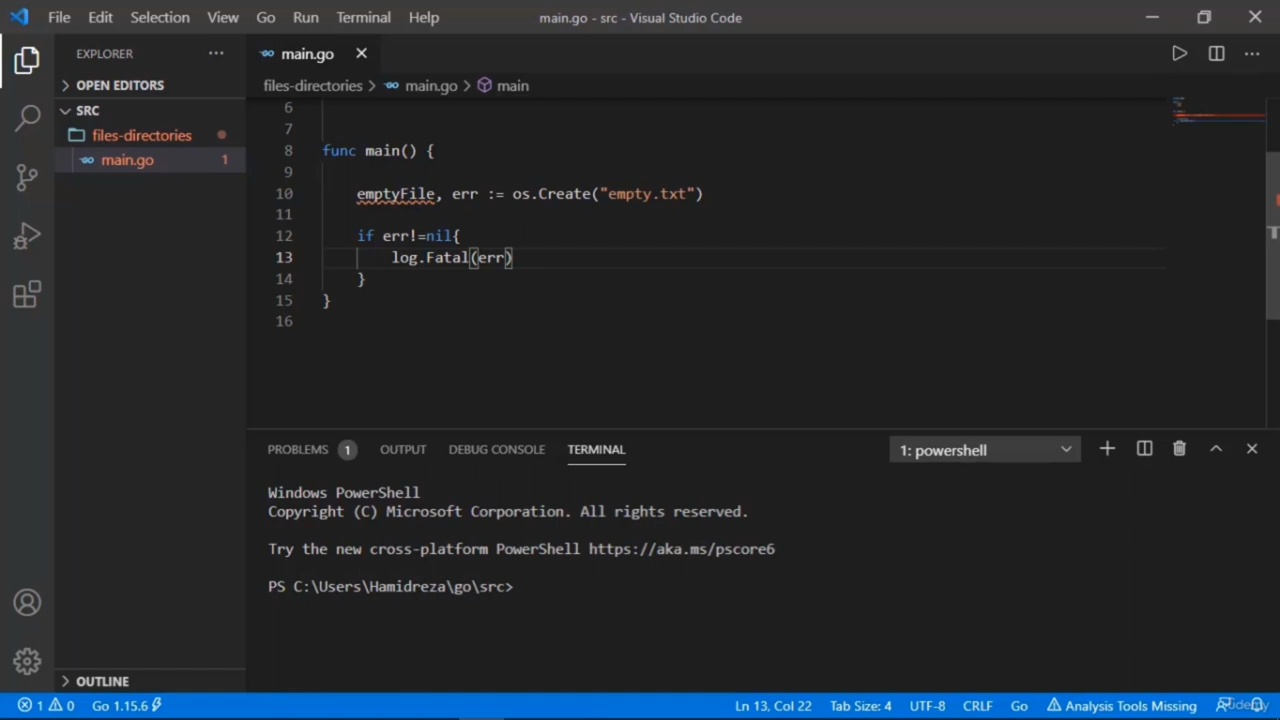 File Edit Selection View Go Run Terminal Help main.go - src - Visual Studio Code
EXPLORER
OPEN EDITORS
SRC
files-directories
main.go 1
OUTLINE
main.go
files-directories > main.go > main
6
7
8 func main() {
9
10 emptyFile, err := os.Create("empty.txt")
11
12 if err!=nil{
13 log.Fatal(err)
14 }
15 }
16
PROBLEMS 1 OUTPUT DEBUG CONSOLE TERMINAL 1: powershell
Windows PowerShell
Copyright (C) Microsoft Corporation. All rights reserved.
Try the new cross-platform PowerShell https://aka.ms/pscore6
PS C:\Users\Hamidreza\go\src>
1 0 Go 1.15.6 Ln 13, Col 22 Tab Size: 4 UTF-8 CRLF Go Analysis Tools Missing
Udemy